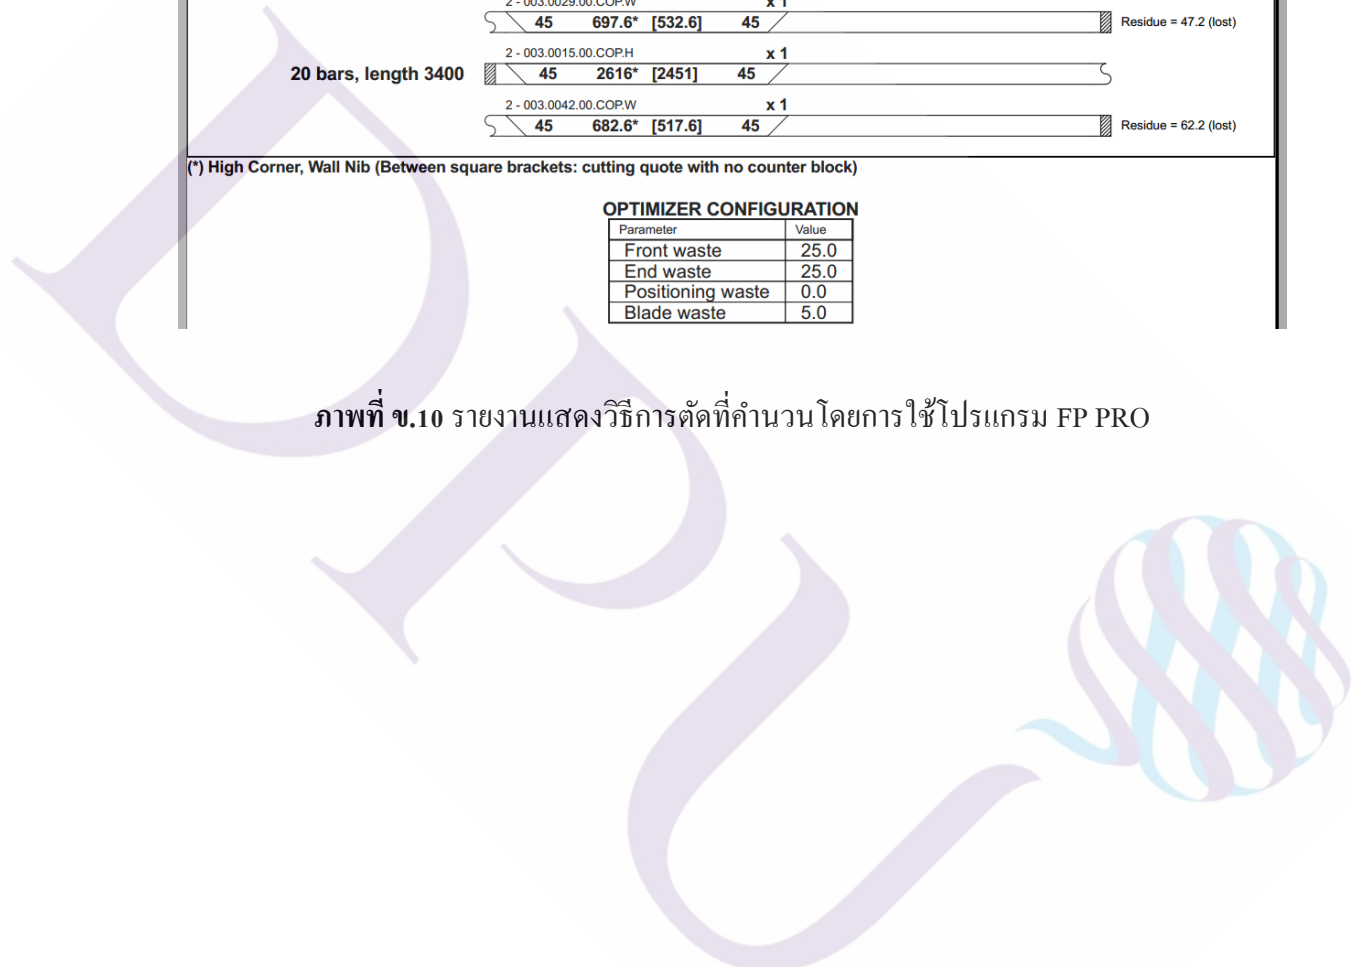 2 - 003.0029.00.COP.W x 1
45 697.6* [532.6] 45 Residue = 47.2 (lost)
2 - 003.0015.00.COP.H x 1
20 bars, length 3400 45 2616* [2451] 45
2 - 003.0042.00.COP.W x 1
45 682.6* [517.6] 45 Residue = 62.2 (lost)
(*) High Corner, Wall Nib (Between square brackets: cutting quote with no counter block)
OPTIMIZER CONFIGURATION
Parameter Value
Front waste 25.0
End waste 25.0
Positioning waste 0.0
Blade waste 5.0
ภาพที่ ข.10 รายงานแสดงวิธีการตัดที่คำนวนโดยการใช้โปรแกรม FP PRO
DPU